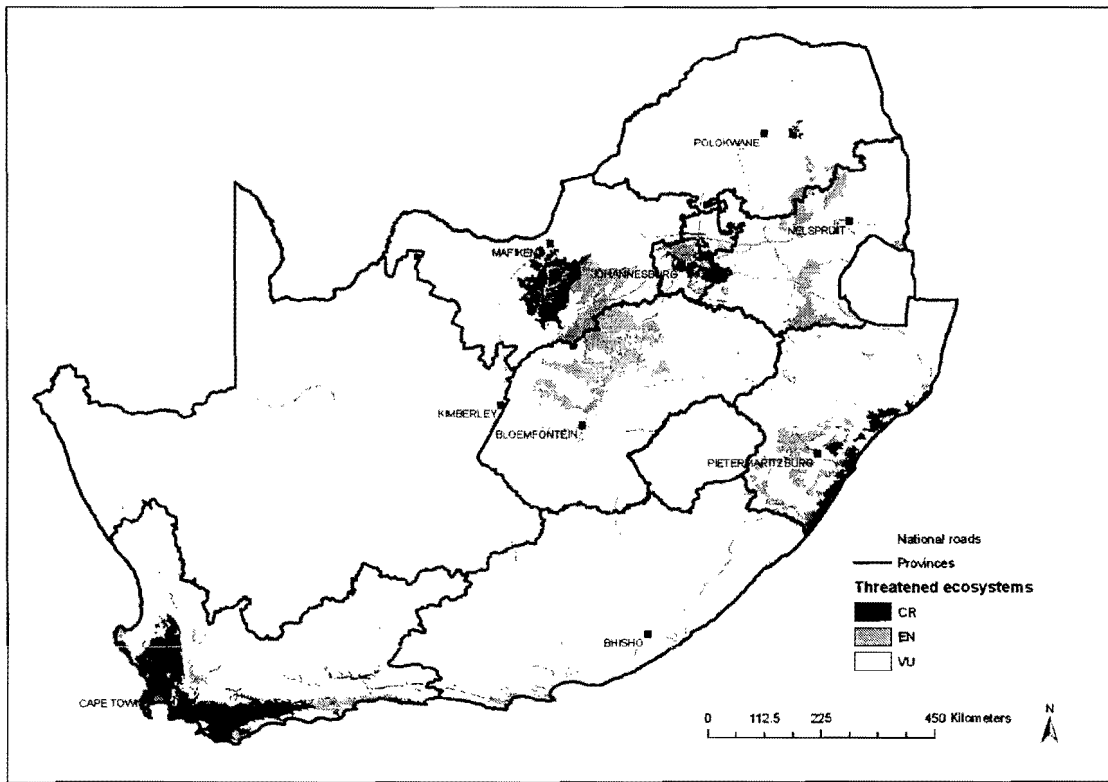 POLOKWANE
NELSPRUIT
MAFIKENG
JOHANNESBURG
KIMBERLEY
BLOEMFONTEIN
PIETERMARITZBURG
National roads
Provinces
Threatened ecosystems
CR
EN
VU
BHISHO
CAPE TOWN
0 112.5 225 450 Kilometers
N